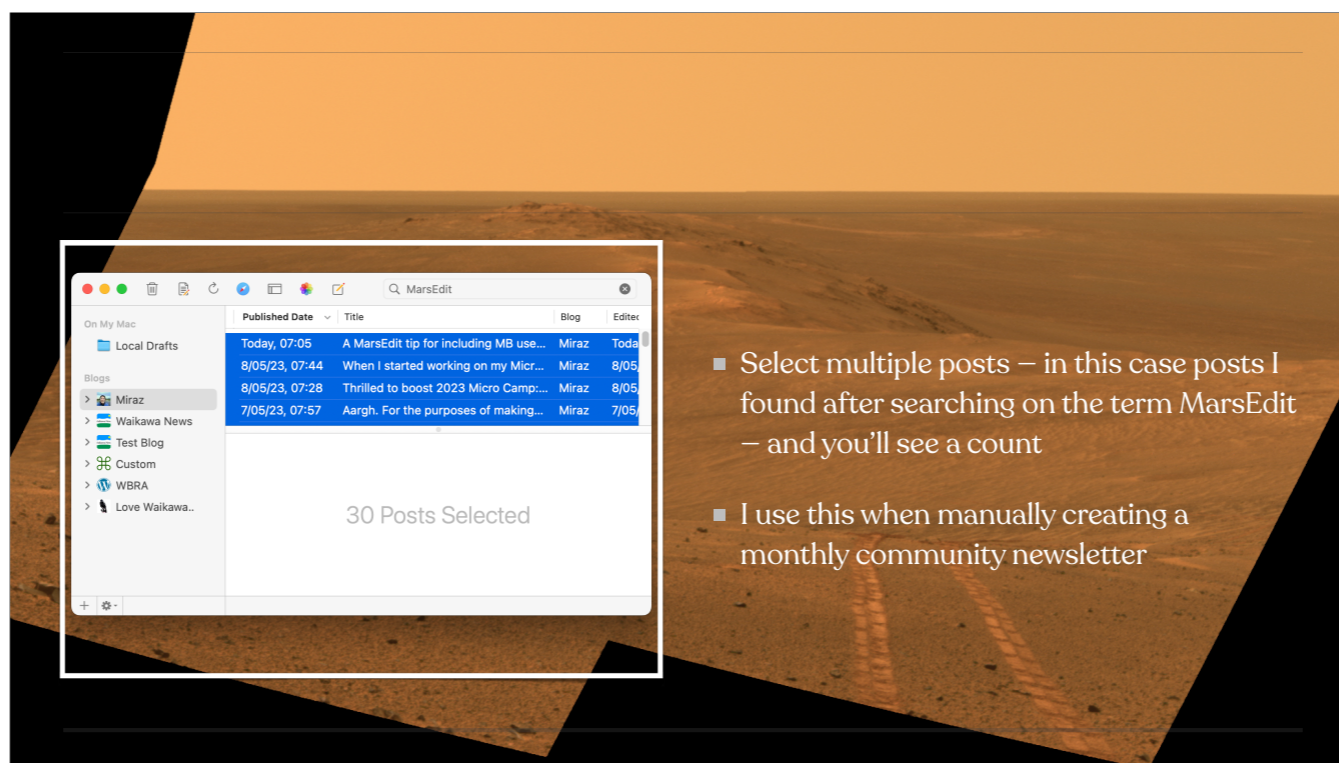 MarsEdit
On My Mac
Local Drafts
Blogs
Miraz
Waikawa News
Test Blog
Custom
WBRA
Love Waikawa..
Published Date Title Blog Edited
Today, 07:05 A MarsEdit tip for including MB use... Miraz Toda
8/05/23, 07:44 When I started working on my Micr... Miraz 8/05,
8/05/23, 07:28 Thrilled to boost 2023 Micro Camp:... Miraz 8/05,
7/05/23, 07:57 Aargh. For the purposes of making... Miraz 7/05,
30 Posts Selected
Select multiple posts – in this case posts I
found after searching on the term MarsEdit
– and you’ll see a count
I use this when manually creating a
monthly community newsletter